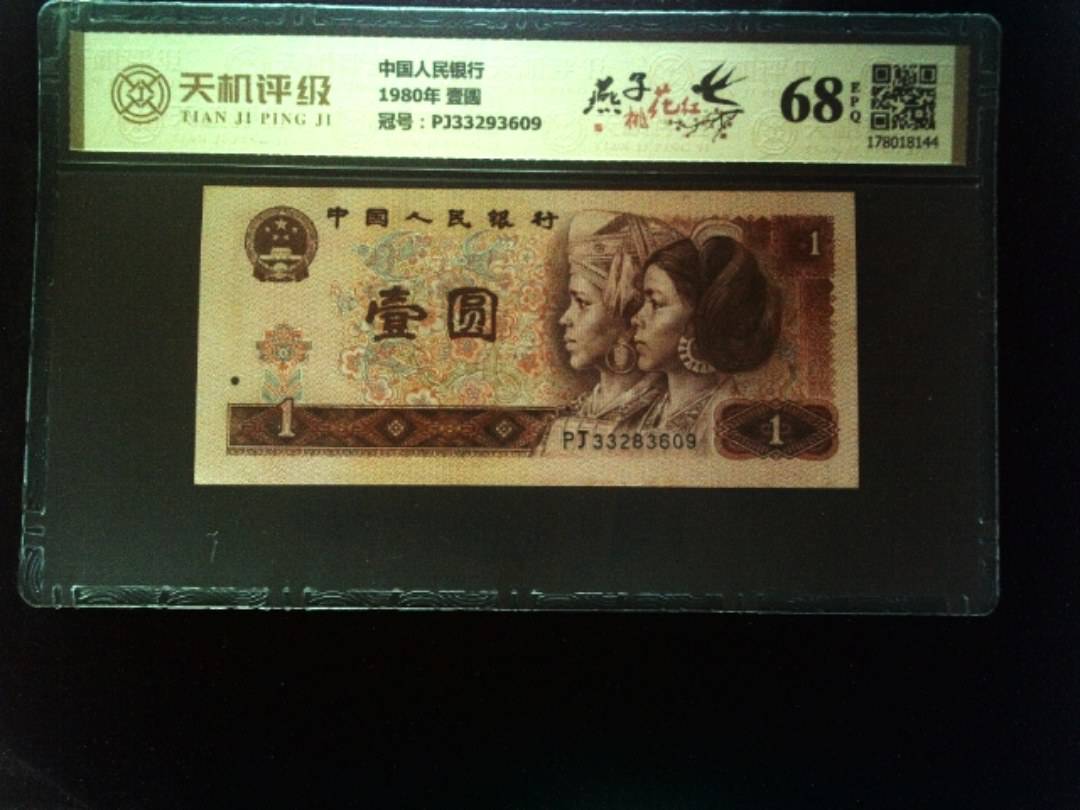 天机评级
TIAN JI PING JI
中国人民银行
1980年 壹圆
冠号：PJ33293609
燕子
桃花红
68
EPQ
178018144
中国人民银行
1
壹圆
1
PJ33283609
1